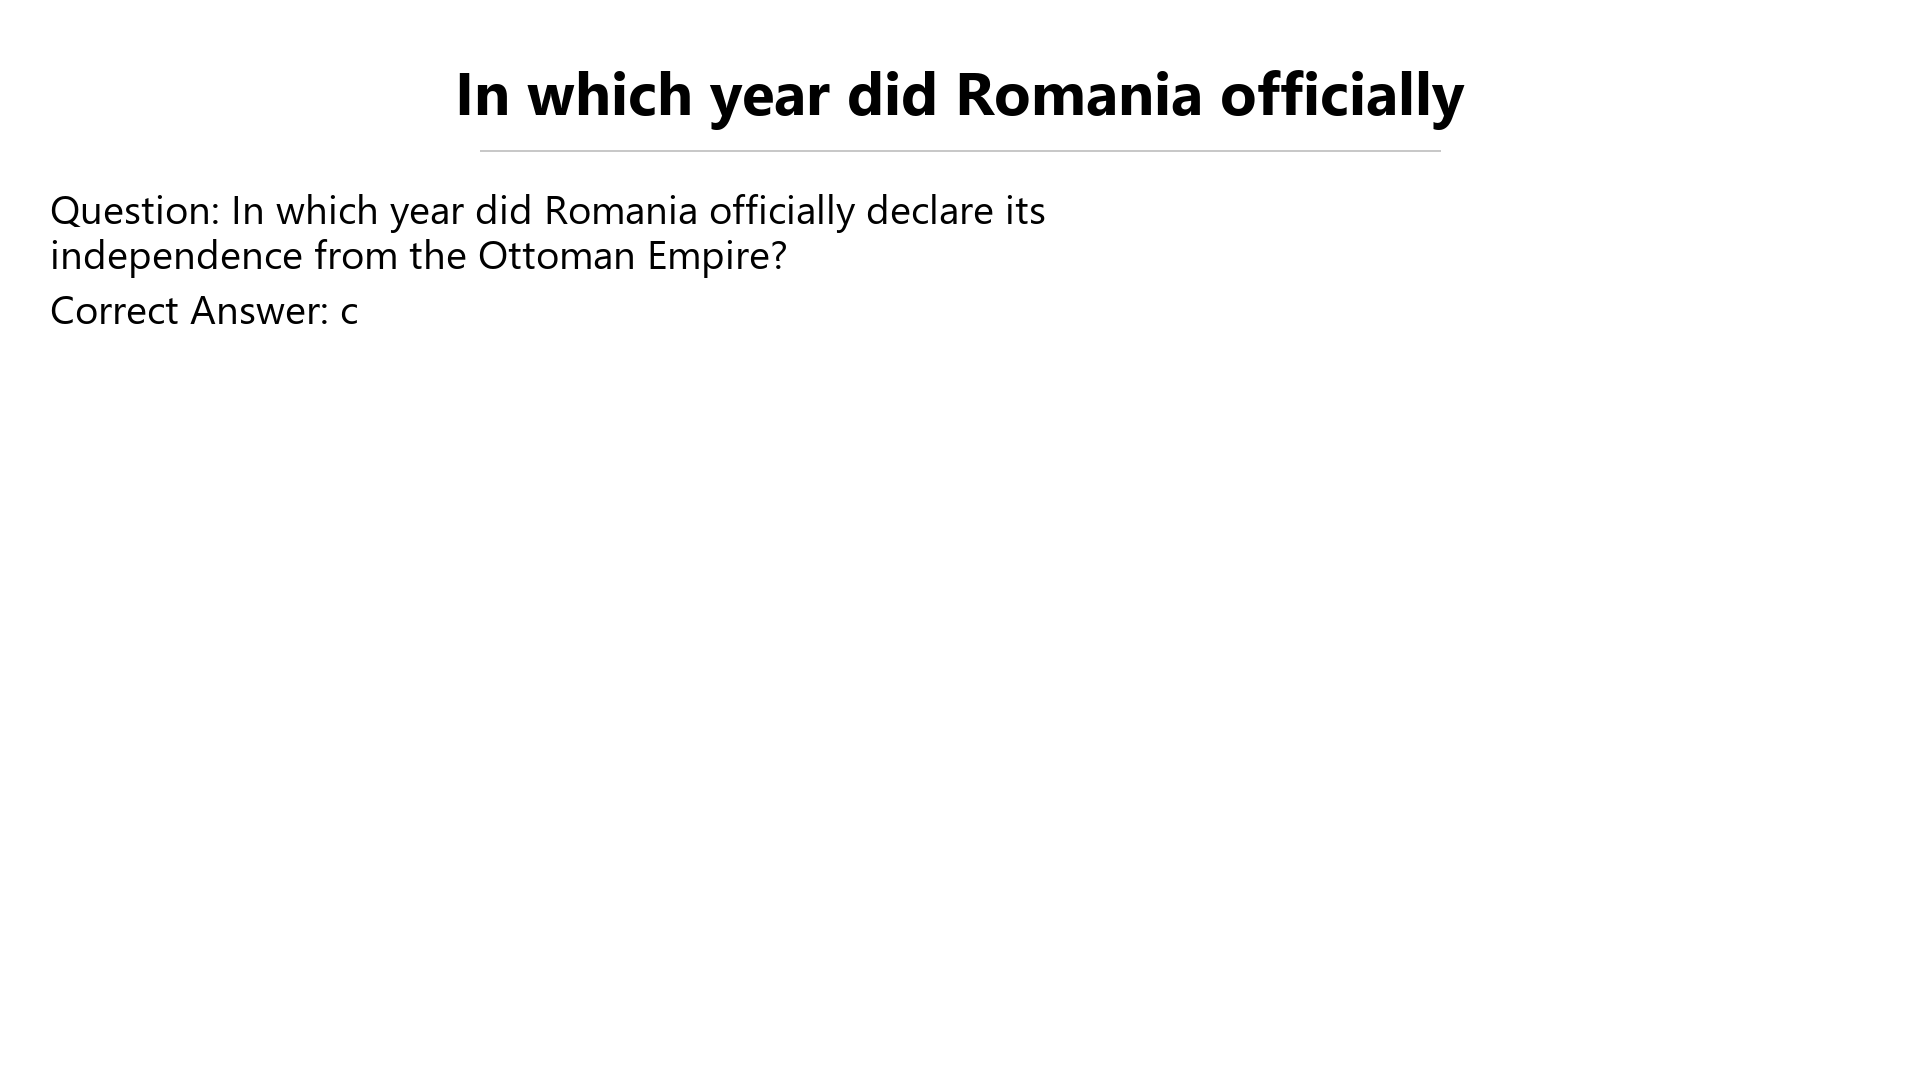 In which year did Romania officially
Question: In which year did Romania officially declare its
independence from the Ottoman Empire?
Correct Answer: c